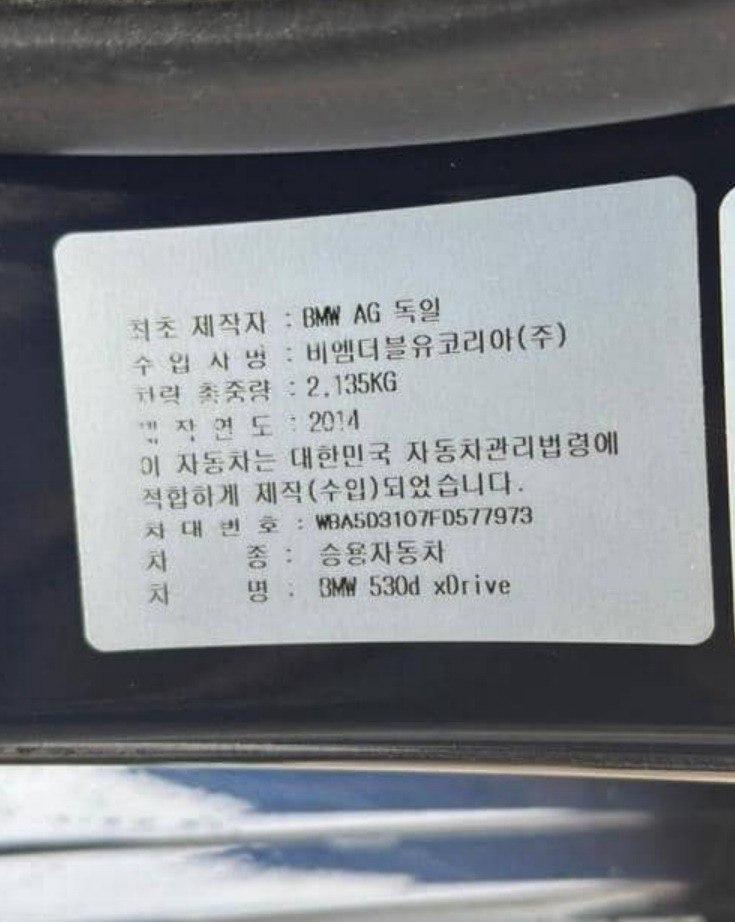 최초 제작자 : BMW AG 독일
수 입 사 명 : 비엠더블유코리아(주)
차량 총중량 : 2,135KG
제 작 연 도 : 2014
이 자동차는 대한민국 자동차관리법령에
적합하게 제작(수입)되었습니다.
차 대 번 호 : WBA5D3107FD577973
차 종 : 승용자동차
차 명 : BMW 530d xDrive